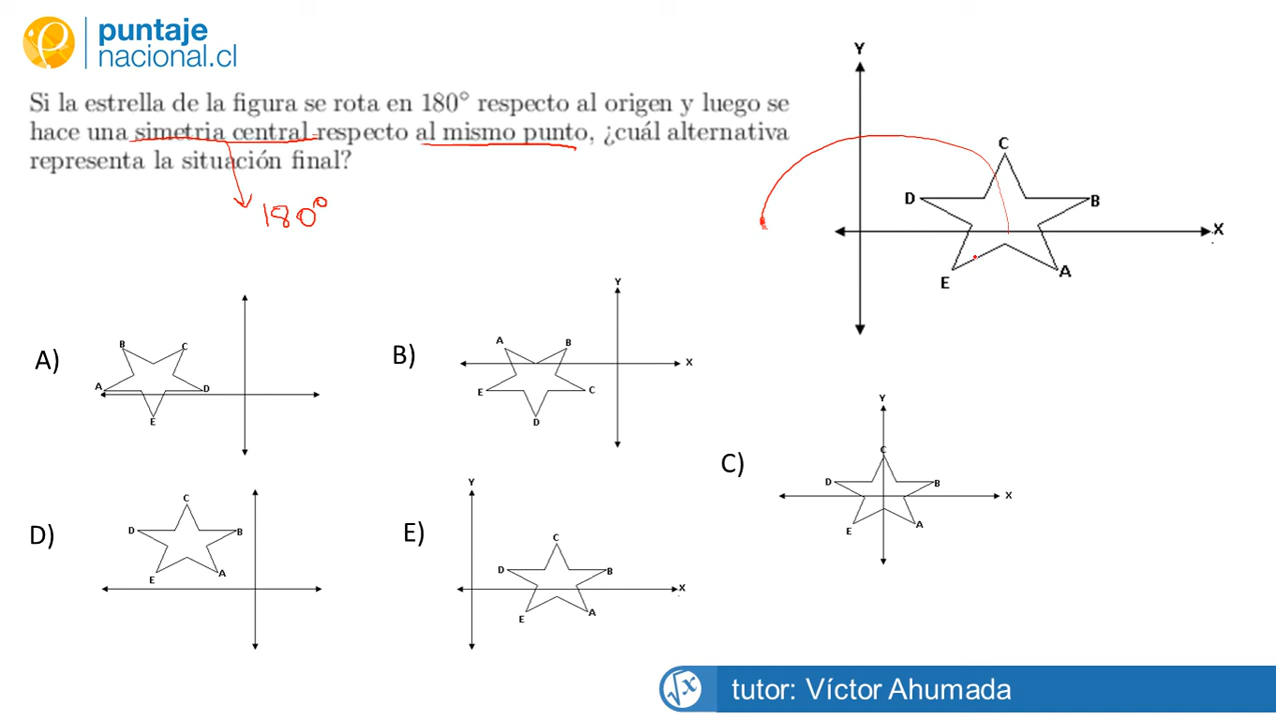 puntaje
nacional.cl
Si la estrella de la figura se rota en 180° respecto al origen y luego se
hace una simetria central respecto al mismo punto, ¿cuál alternativa
representa la situación final?
180°
Y
C
D
B
X
E
A
A)
B
C
A
D
E
B)
Y
A
B
X
E
C
D
C)
Y
C
D
B
X
E
A
D)
C
D
B
E
A
E)
Y
C
D
B
X
E
A
√x
tutor: Víctor Ahumada